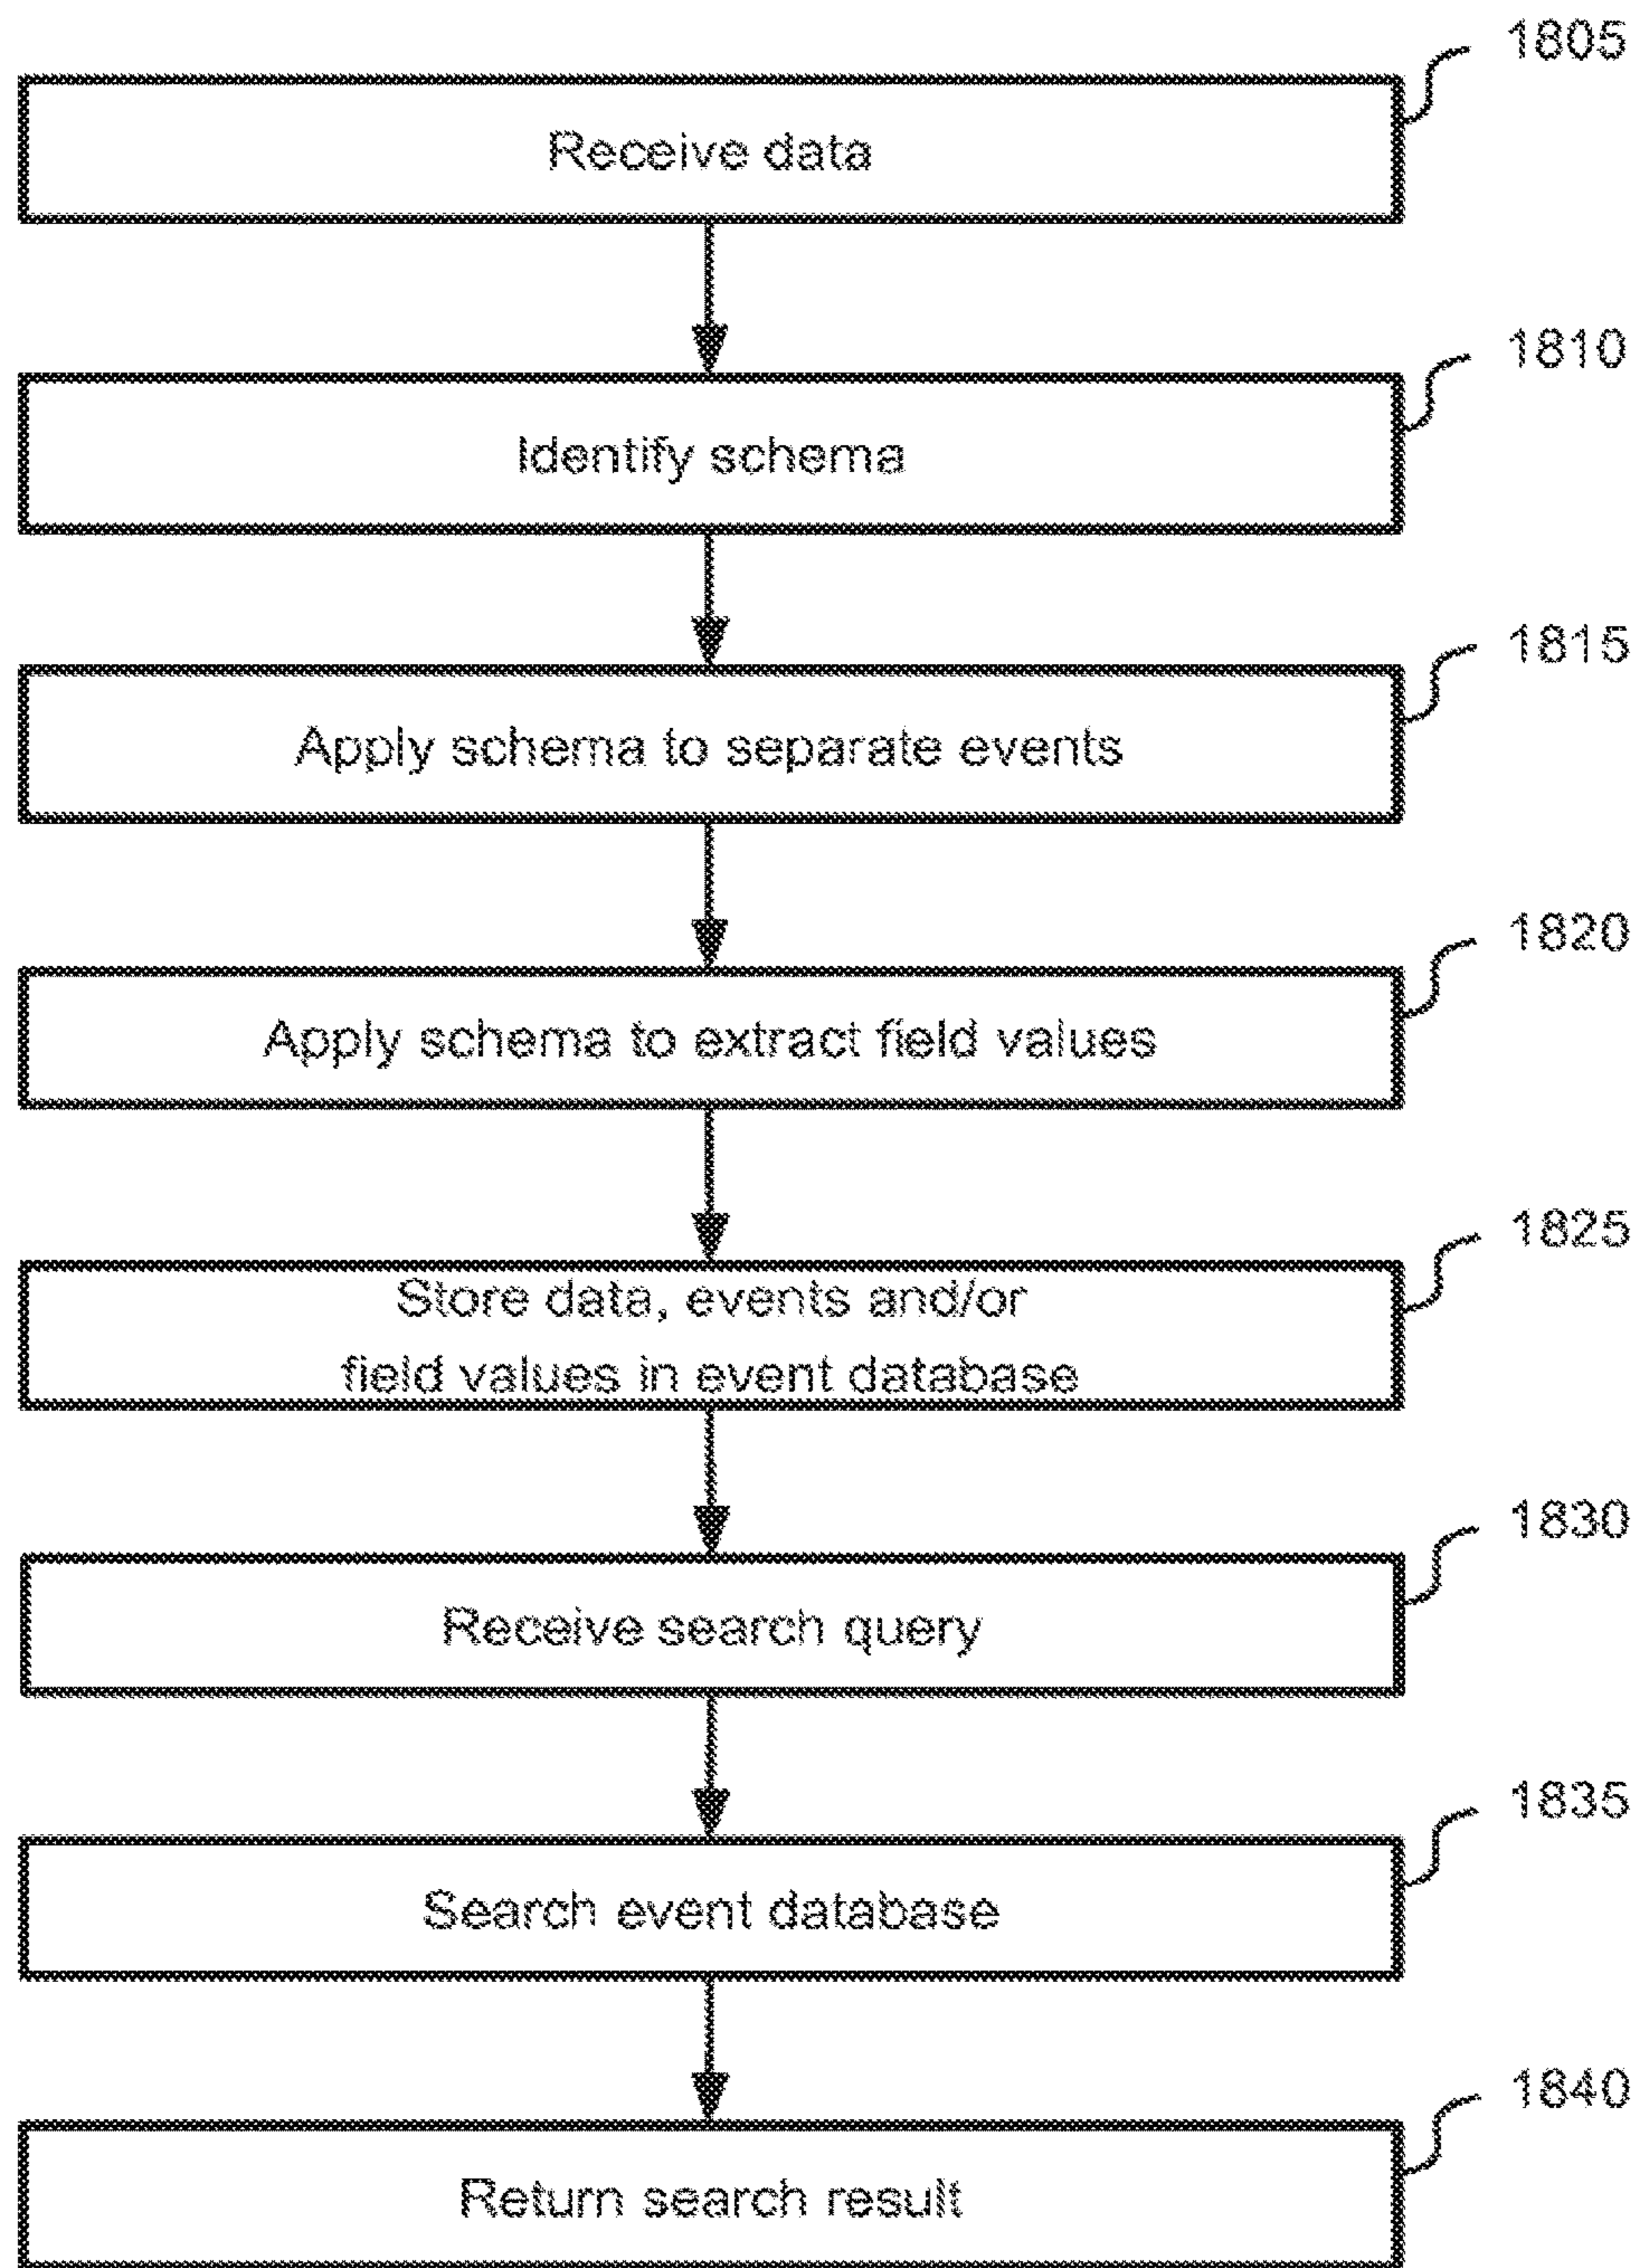 1805
Receive data
1810
Identify schema
1815
Apply schema to separate events
1820
Apply schema to extract field values
1825
Store data, events and/or
field values in event database
1830
Receive search query
1835
Search event database
1840
Return search result